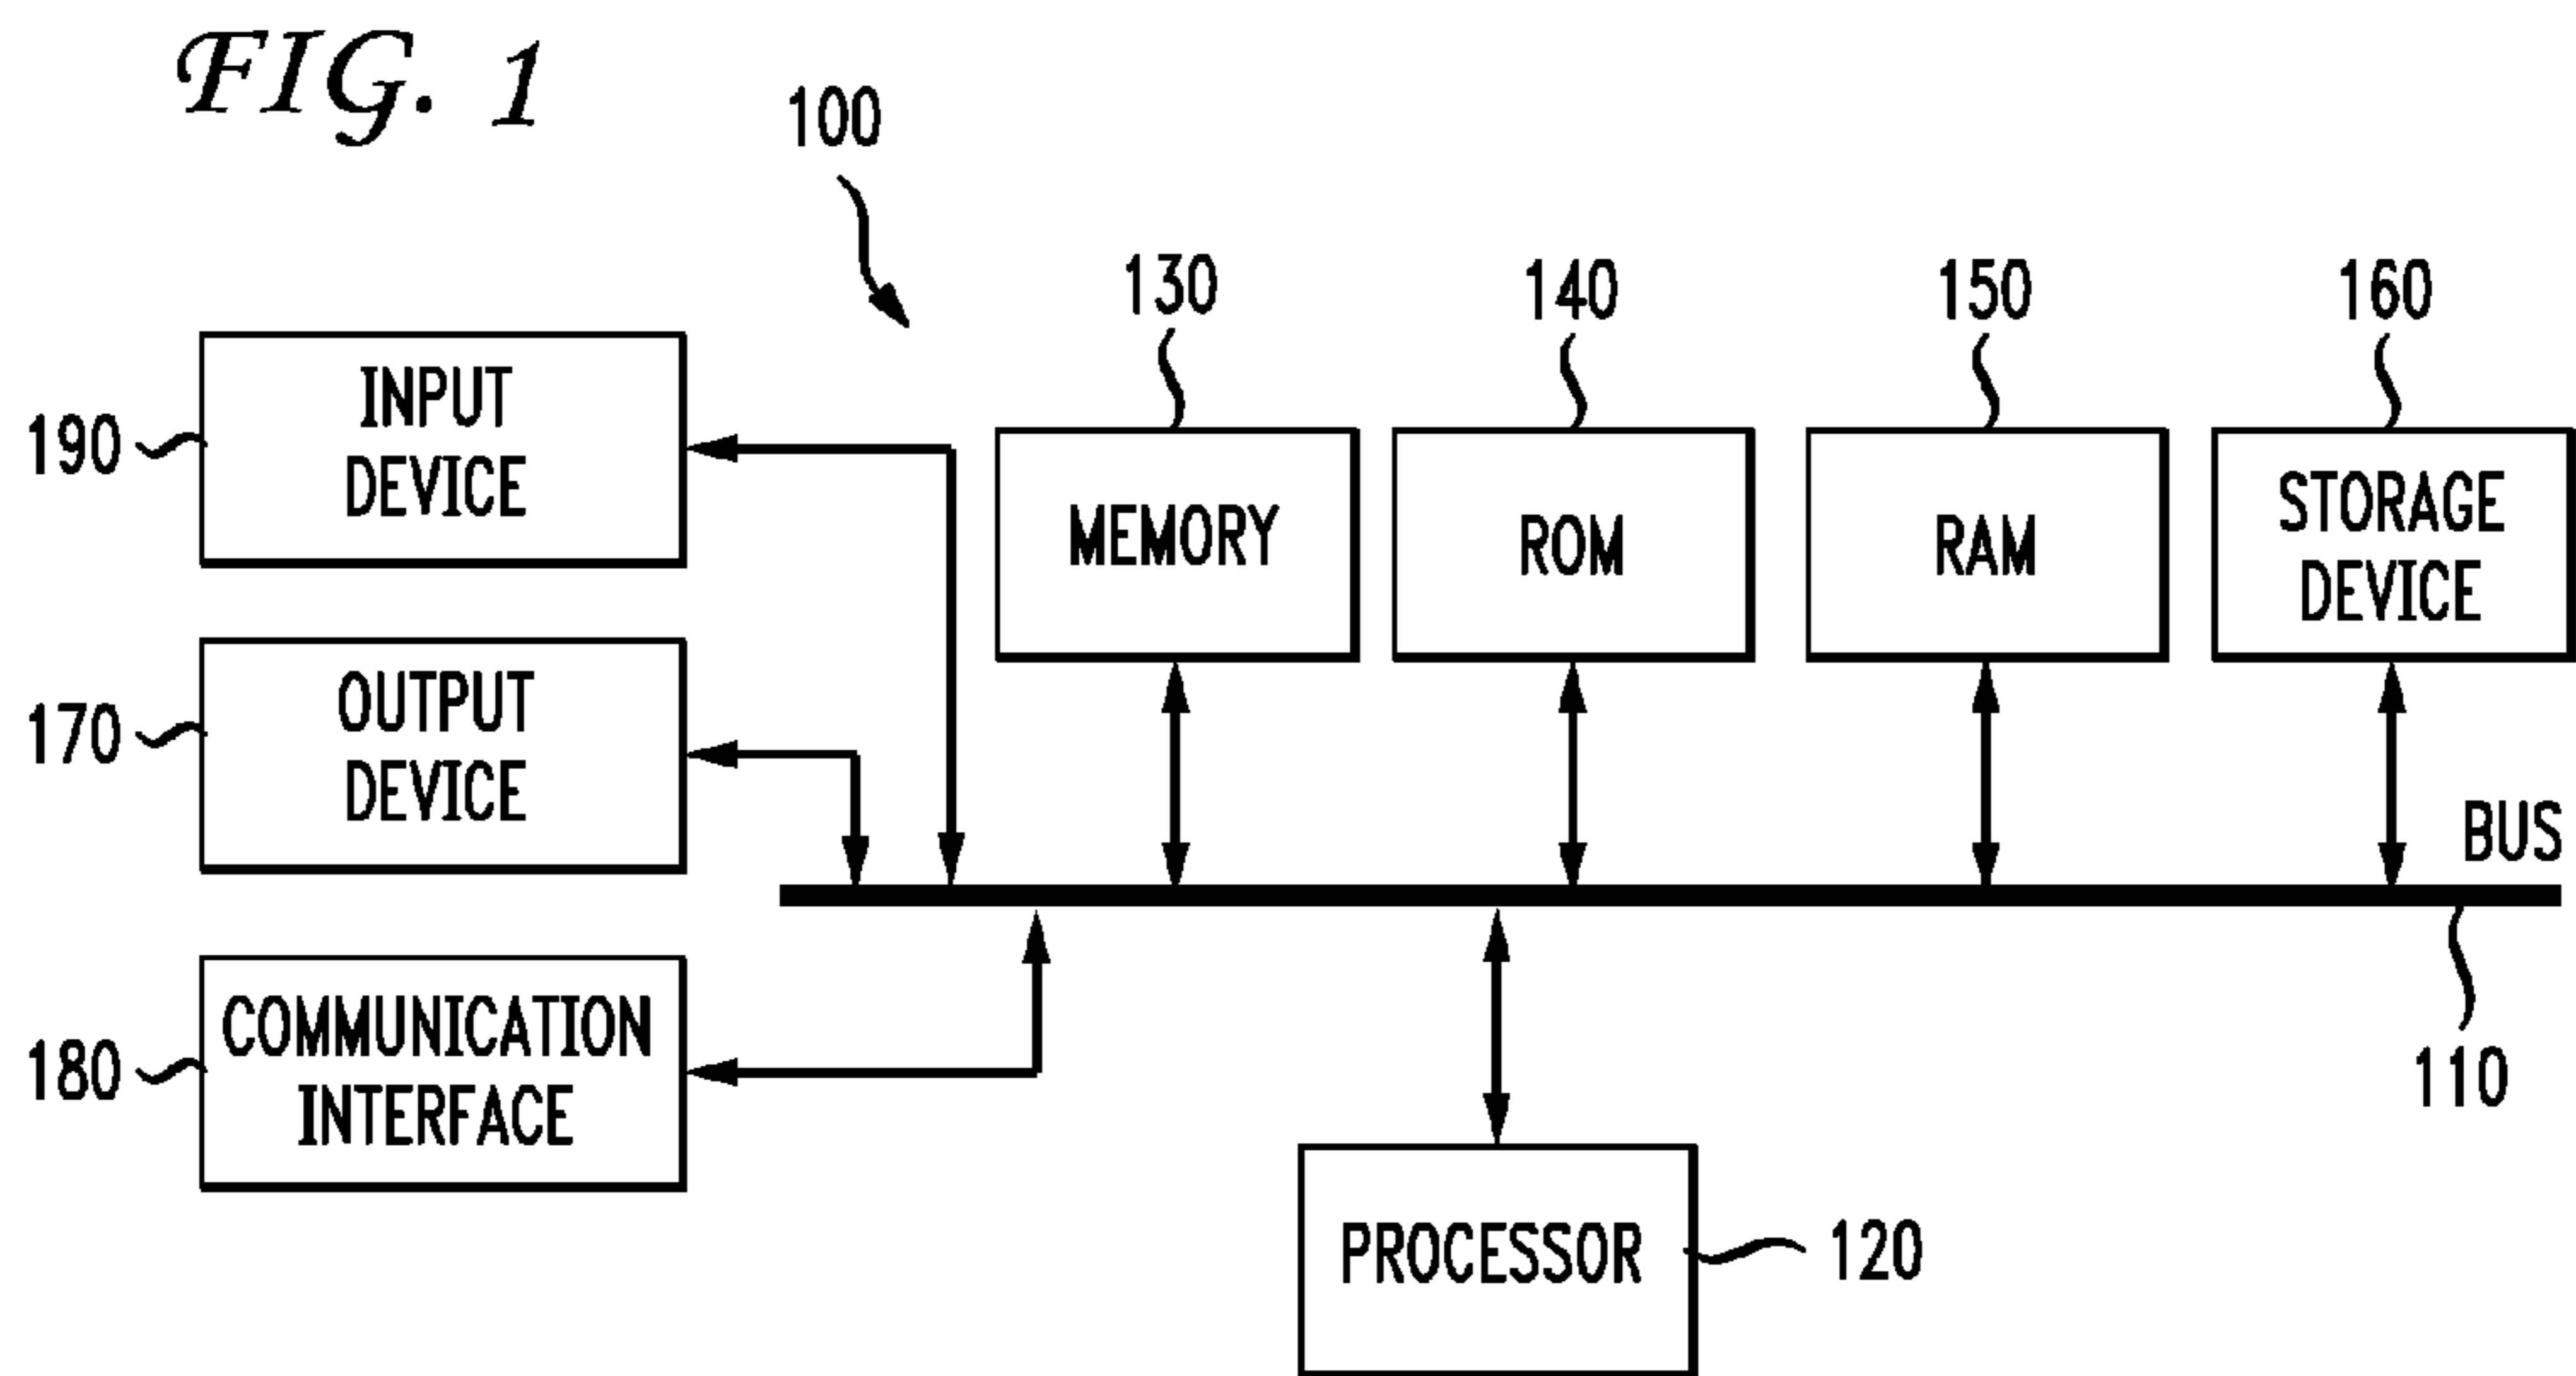 FIG. 1
100
130
140
150
160
190
INPUT
DEVICE
MEMORY
ROM
RAM
STORAGE
DEVICE
170
OUTPUT
DEVICE
BUS
180
COMMUNICATION
INTERFACE
110
PROCESSOR
120